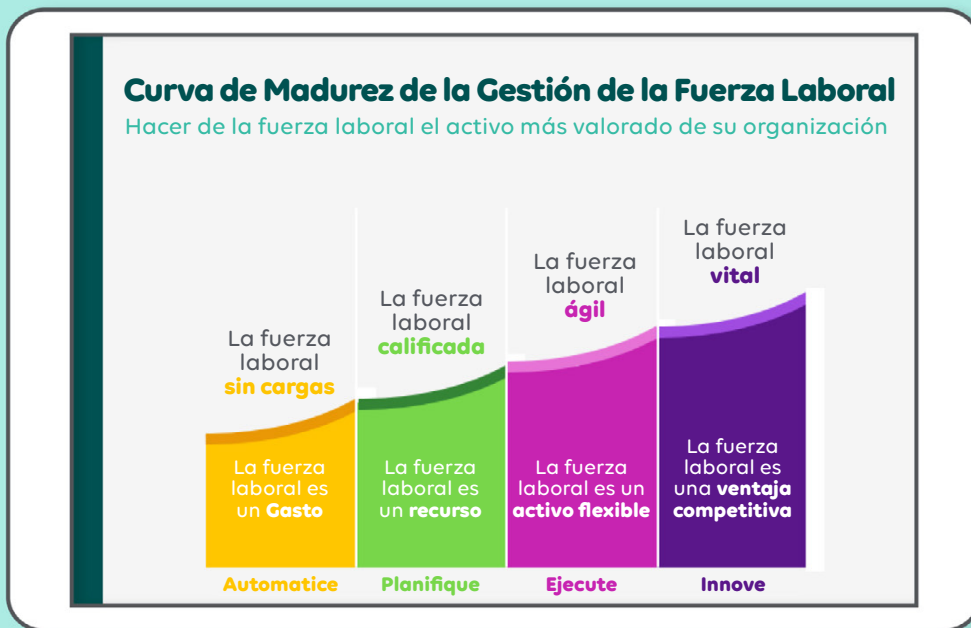 Curva de Madurez de la Gestión de la Fuerza Laboral
Hacer de la fuerza laboral el activo más valorado de su organización
La fuerza
laboral
sin cargas
La fuerza
laboral
calificada
La fuerza
laboral
ágil
La fuerza
laboral
vital
La fuerza
laboral es
un Gasto
La fuerza
laboral es
un recurso
La fuerza
laboral es un
activo flexible
La fuerza
laboral es
una ventaja
competitiva
Automatice
Planifique
Ejecute
Innove